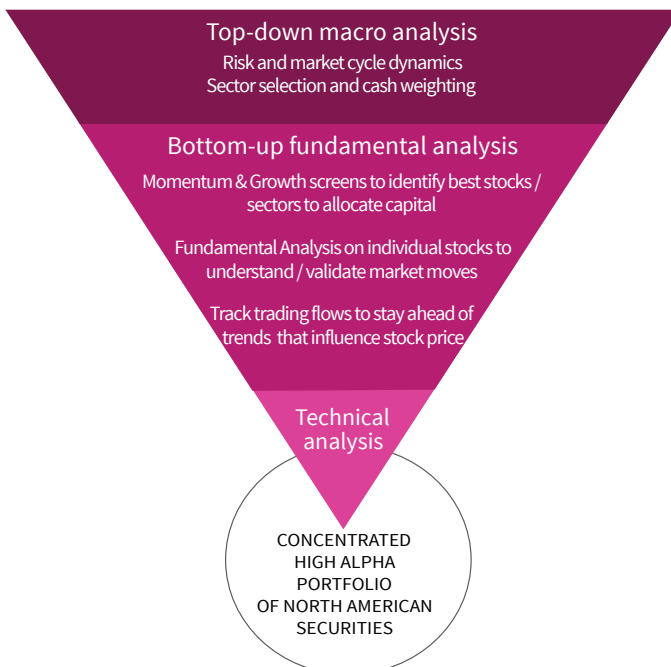 Top-down macro analysis
Risk and market cycle dynamics
Sector selection and cash weighting
Bottom-up fundamental analysis
Momentum & Growth screens to identify best stocks /
sectors to allocate capital
Fundamental Analysis on individual stocks to
understand / validate market moves
Track trading flows to stay ahead of
trends that influence stock price
Technical
analysis
CONCENTRATED
HIGH ALPHA
PORTFOLIO
OF NORTH AMERICAN
SECURITIES